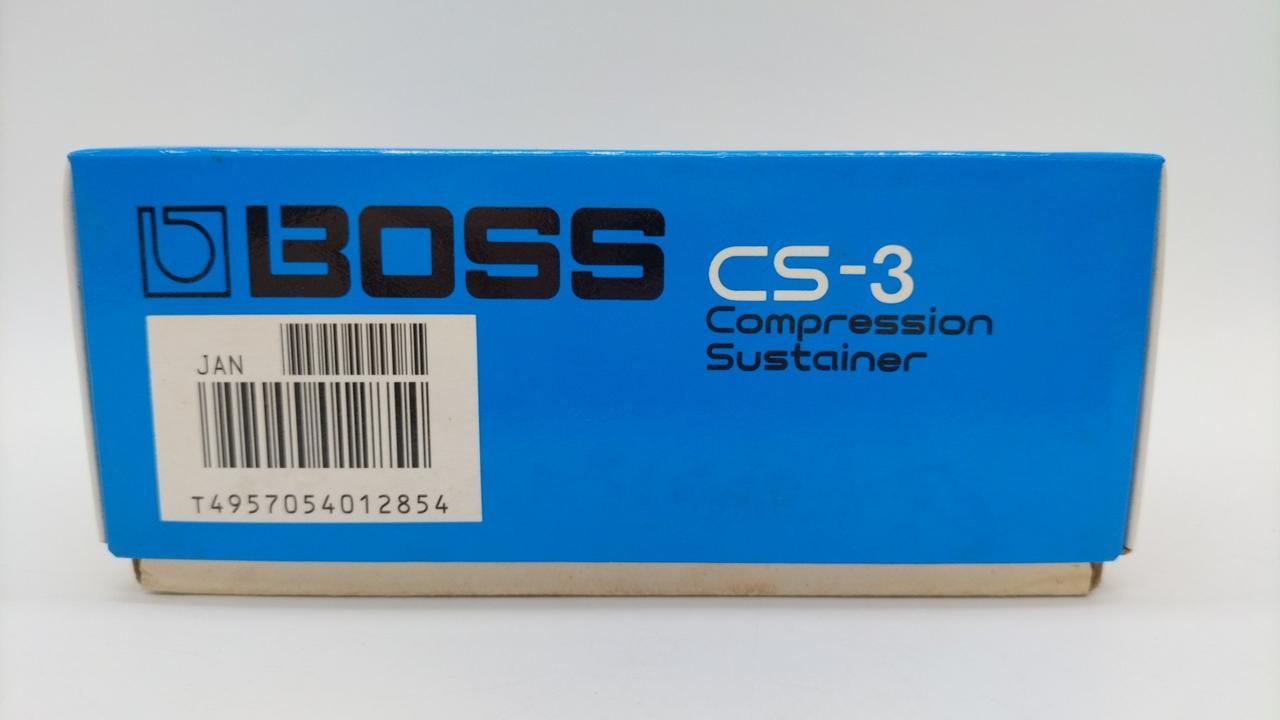 BOSS
CS-3
Compression
Sustainer
JAN
T4957054012854